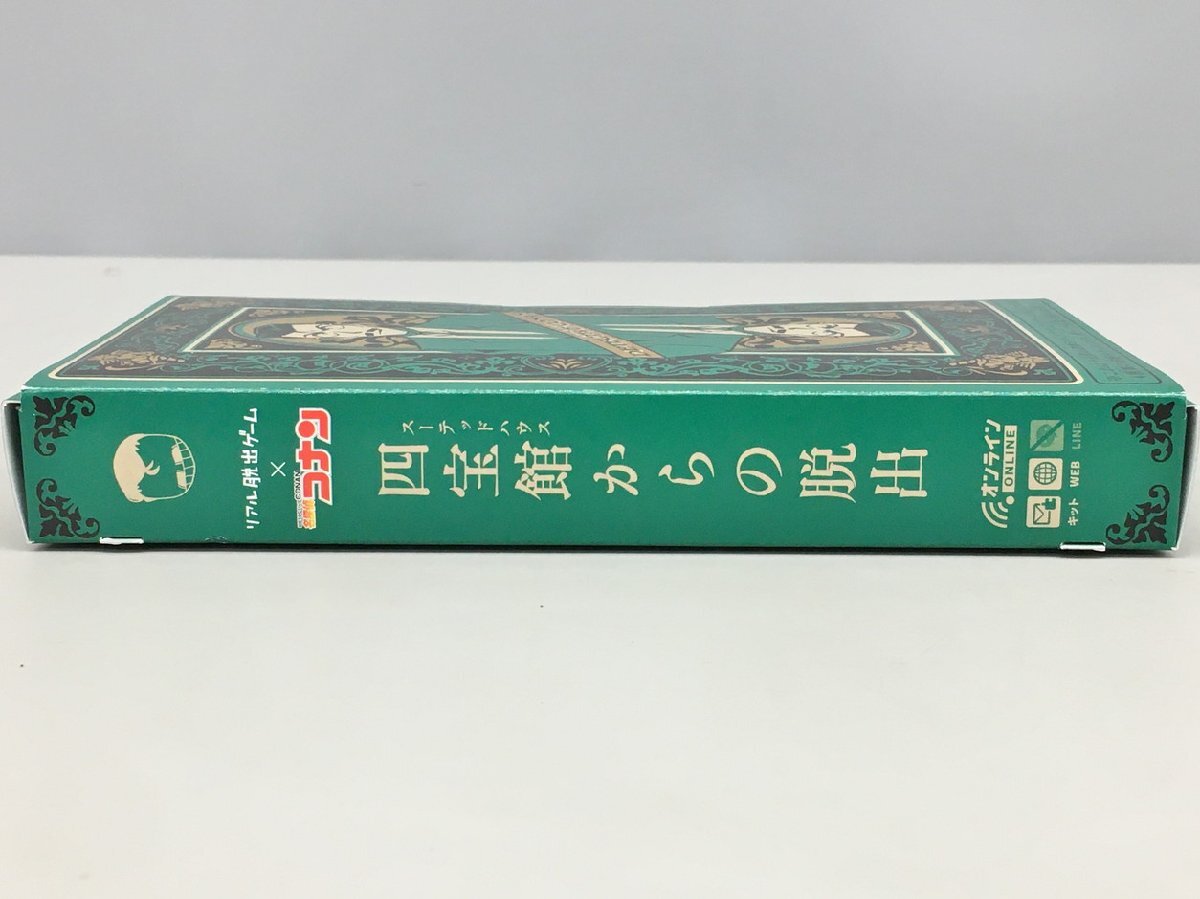 リアル脱出ゲーム
×
名探偵コナン
スーテッドハウス
四宝館からの脱出
オンライン
ONLINE
キット WEB LINE